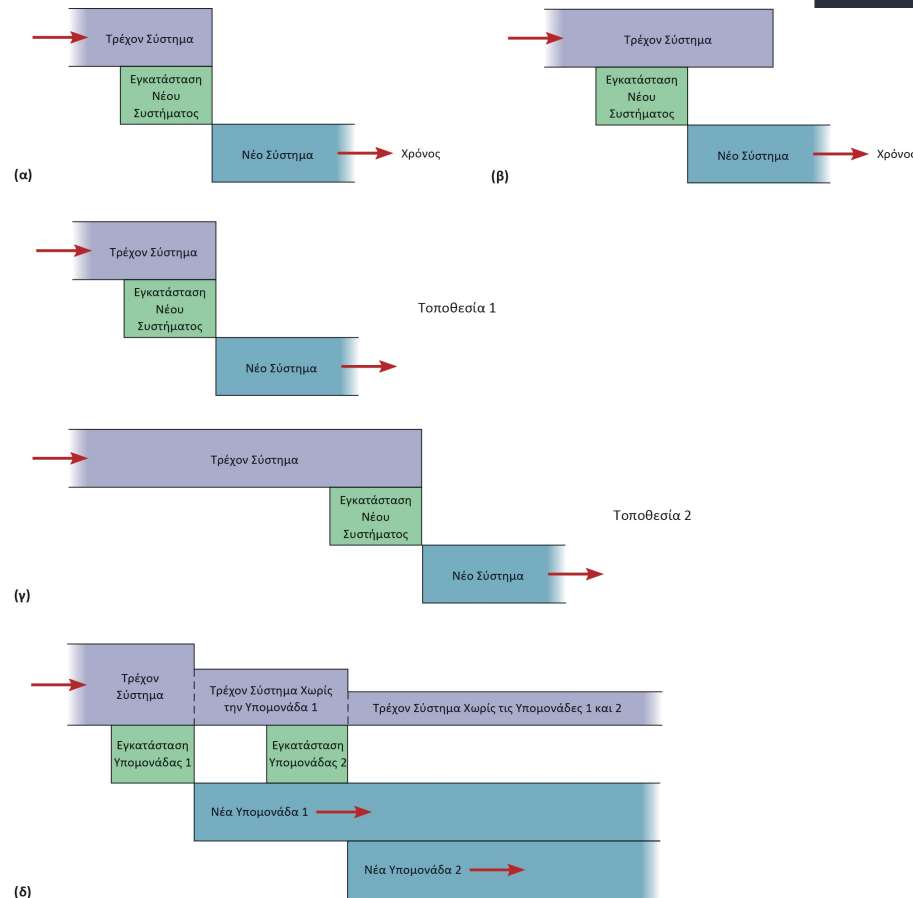 Τρέχον Σύστημα
Εγκατάσταση
Νέου
Συστήματος
Νέο Σύστημα
Χρόνος
(α)
Τρέχον Σύστημα
Εγκατάσταση
Νέου
Συστήματος
Νέο Σύστημα
Χρόνος
(β)
Τρέχον Σύστημα
Εγκατάσταση
Νέου
Συστήματος
Τοποθεσία 1
Νέο Σύστημα
Τρέχον Σύστημα
Εγκατάσταση
Νέου
Συστήματος
Τοποθεσία 2
Νέο Σύστημα
(γ)
Τρέχον
Σύστημα
Τρέχον Σύστημα Χωρίς
την Υπομονάδα 1
Τρέχον Σύστημα Χωρίς τις Υπομονάδες 1 και 2
Εγκατάσταση
Υπομονάδας 1
Εγκατάσταση
Υπομονάδας 2
Νέα Υπομονάδα 1
Νέα Υπομονάδα 2
(δ)